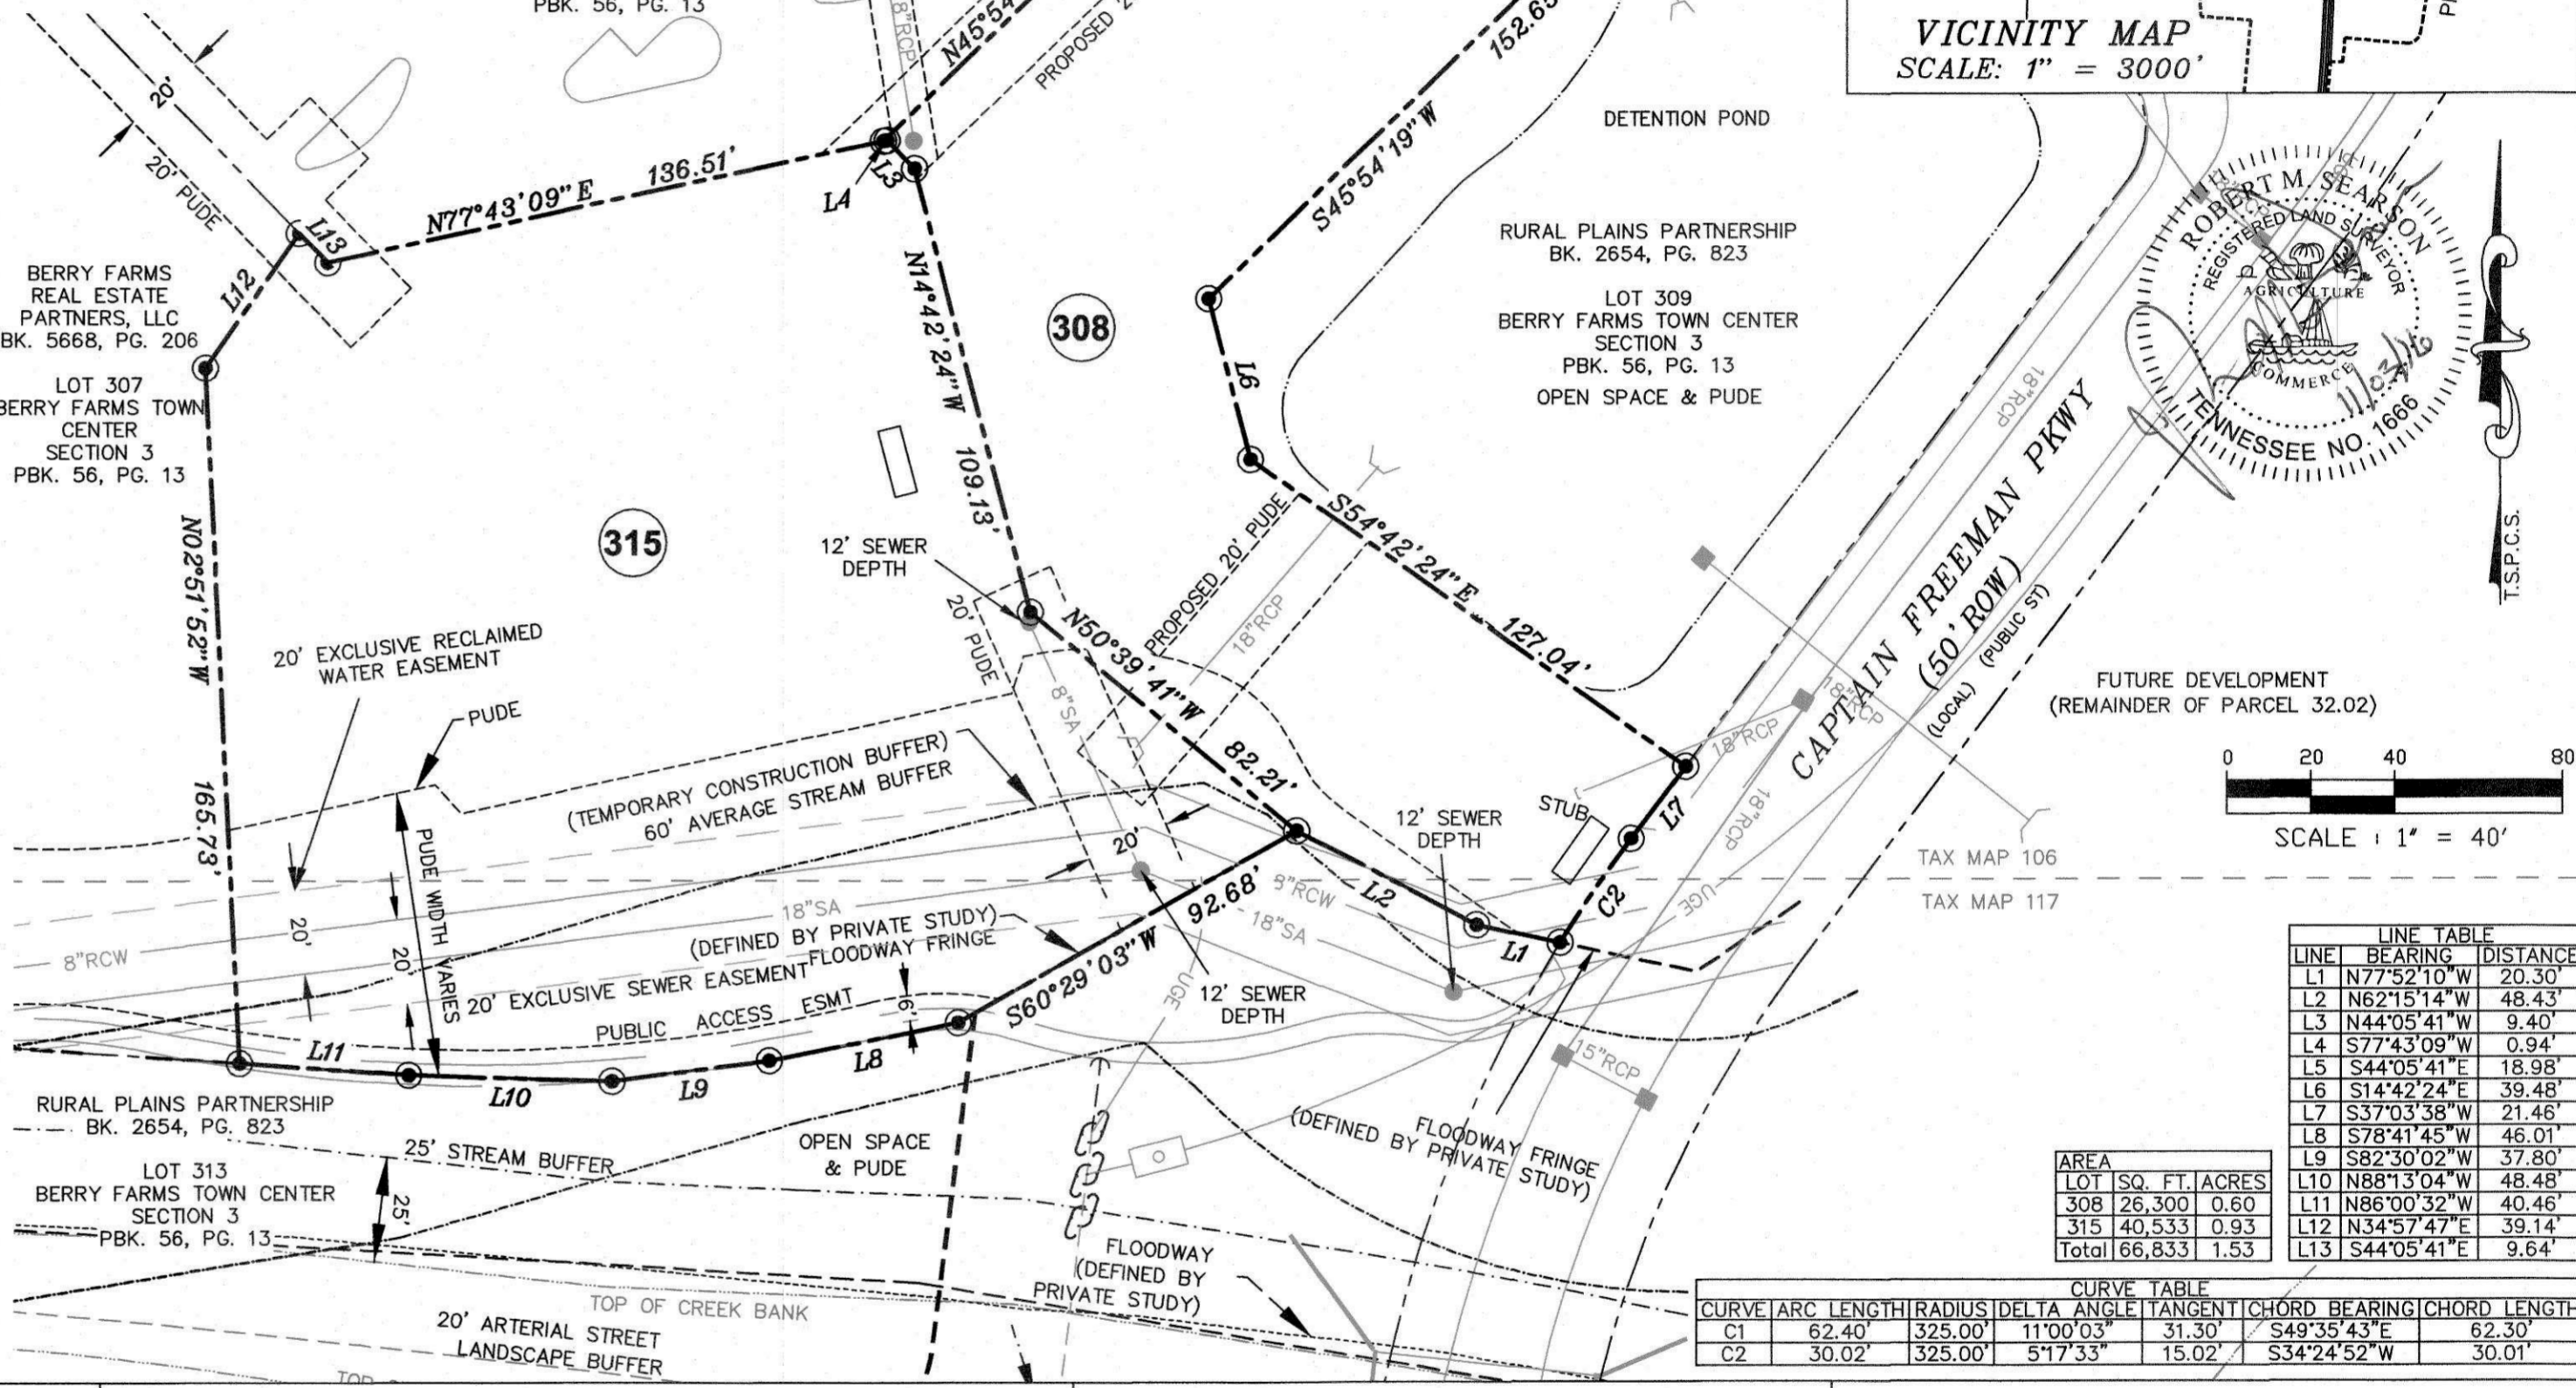 PBK. 56, PG. 13
18"RCP
N45°54'
PROPOSED 2
152.65
VICINITY MAP
SCALE: 1" = 3000'
20'
20' PUDE
N77°43'09"E 136.51'
L4
L3
L13
L12
DETENTION POND
S45°54'19"W
RURAL PLAINS PARTNERSHIP
BK. 2654, PG. 823
LOT 309
BERRY FARMS TOWN CENTER
SECTION 3
PBK. 56, PG. 13
OPEN SPACE & PUDE
ROBERT M. SEARSON
REGISTERED LAND SURVEYOR
AGRICULTURE
COMMERCE
TENNESSEE NO. 1666
11/03/16
T.S.P.C.S.
BERRY FARMS
REAL ESTATE
PARTNERS, LLC
BK. 5668, PG. 206
LOT 307
BERRY FARMS TOWN
CENTER
SECTION 3
PBK. 56, PG. 13
N14°42'24"W 109.13'
308
L6
315
12' SEWER
DEPTH
20' PUDE
8"SA
N50°39'41"W 82.21'
PROPOSED 20' PUDE
18"RCP
S54°42'24"E 127.04'
18"RCP
18"RCP
18"RCP
18"RCP
CAPTAIN FREEMAN PKWY
(50' ROW)
(LOCAL) (PUBLIC ST)
FUTURE DEVELOPMENT
(REMAINDER OF PARCEL 32.02)
0 20 40 80
SCALE : 1" = 40'
N02°51'52"W 165.73'
20' EXCLUSIVE RECLAIMED
WATER EASEMENT
PUDE
(TEMPORARY CONSTRUCTION BUFFER)
60' AVERAGE STREAM BUFFER
PUDE WIDTH VARIES
20'
20'
20'
12' SEWER
DEPTH
STUB
L7
C2
L2
L1
UGE
TAX MAP 106
TAX MAP 117
8"RCW
18"SA
8"RCW
18"SA
(DEFINED BY PRIVATE STUDY)
FLOODWAY FRINGE
20' EXCLUSIVE SEWER EASEMENT
S60°29'03"W 92.68'
PUBLIC ACCESS ESMT
6'
UGE
12' SEWER
DEPTH
L11
L10
L9
L8
15"RCP
RURAL PLAINS PARTNERSHIP
BK. 2654, PG. 823
LOT 313
BERRY FARMS TOWN CENTER
SECTION 3
PBK. 56, PG. 13
25' STREAM BUFFER
25'
OPEN SPACE
& PUDE
FLOODWAY FRINGE
(DEFINED BY PRIVATE STUDY)
FLOODWAY
(DEFINED BY
PRIVATE STUDY)
TOP OF CREEK BANK
20' ARTERIAL STREET
LANDSCAPE BUFFER
LINE TABLE
LINE BEARING DISTANCE
L1 N77°52'10"W 20.30'
L2 N62°15'14"W 48.43'
L3 N44°05'41"W 9.40'
L4 S77°43'09"W 0.94'
L5 S44°05'41"E 18.98'
L6 S14°42'24"E 39.48'
L7 S37°03'38"W 21.46'
L8 S78°41'45"W 46.01'
L9 S82°30'02"W 37.80'
L10 N88°13'04"W 48.48'
L11 N86°00'32"W 40.46'
L12 N34°57'47"E 39.14'
L13 S44°05'41"E 9.64'
AREA
LOT SQ. FT. ACRES
308 26,300 0.60
315 40,533 0.93
Total 66,833 1.53
CURVE TABLE
CURVE ARC LENGTH RADIUS DELTA ANGLE TANGENT CHORD BEARING CHORD LENGTH
C1 62.40' 325.00' 11°00'03" 31.30' S49°35'43"E 62.30'
C2 30.02' 325.00' 5°17'33" 15.02' S34°24'52"W 30.01'